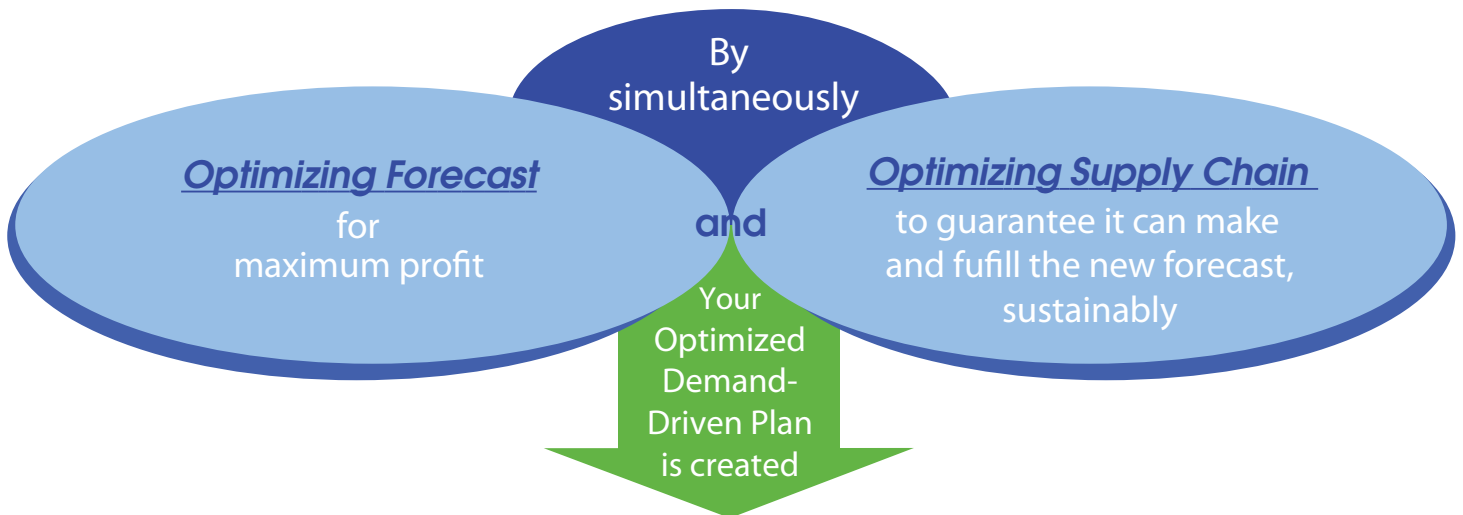 By
simultaneously
Optimizing Forecast
for
maximum profit
and
Optimizing Supply Chain
to guarantee it can make
and fufill the new forecast,
sustainably
Your
Optimized
Demand-
Driven Plan
is created